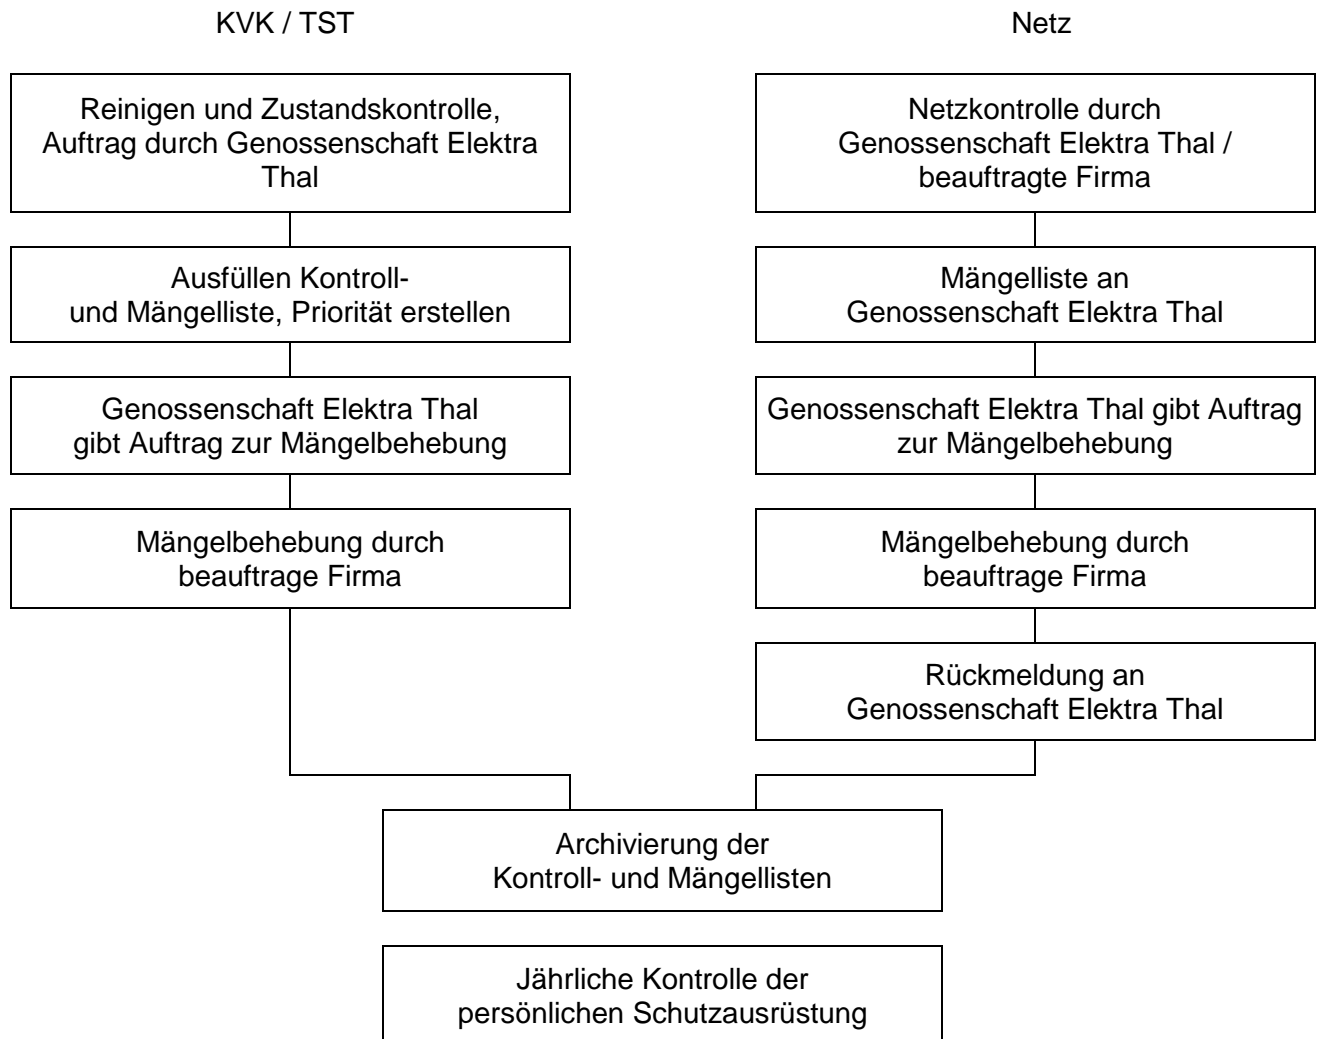 KVK / TST
Netz
Reinigen und Zustandskontrolle,
Auftrag durch Genossenschaft Elektra
Thal
Netzkontrolle durch
Genossenschaft Elektra Thal /
beauftragte Firma
Ausfüllen Kontroll-
und Mängelliste, Priorität erstellen
Mängelliste an
Genossenschaft Elektra Thal
Genossenschaft Elektra Thal
gibt Auftrag zur Mängelbehebung
Genossenschaft Elektra Thal gibt Auftrag
zur Mängelbehebung
Mängelbehebung durch
beauftrage Firma
Mängelbehebung durch
beauftrage Firma
Rückmeldung an
Genossenschaft Elektra Thal
Archivierung der
Kontroll- und Mängellisten
Jährliche Kontrolle der
persönlichen Schutzausrüstung